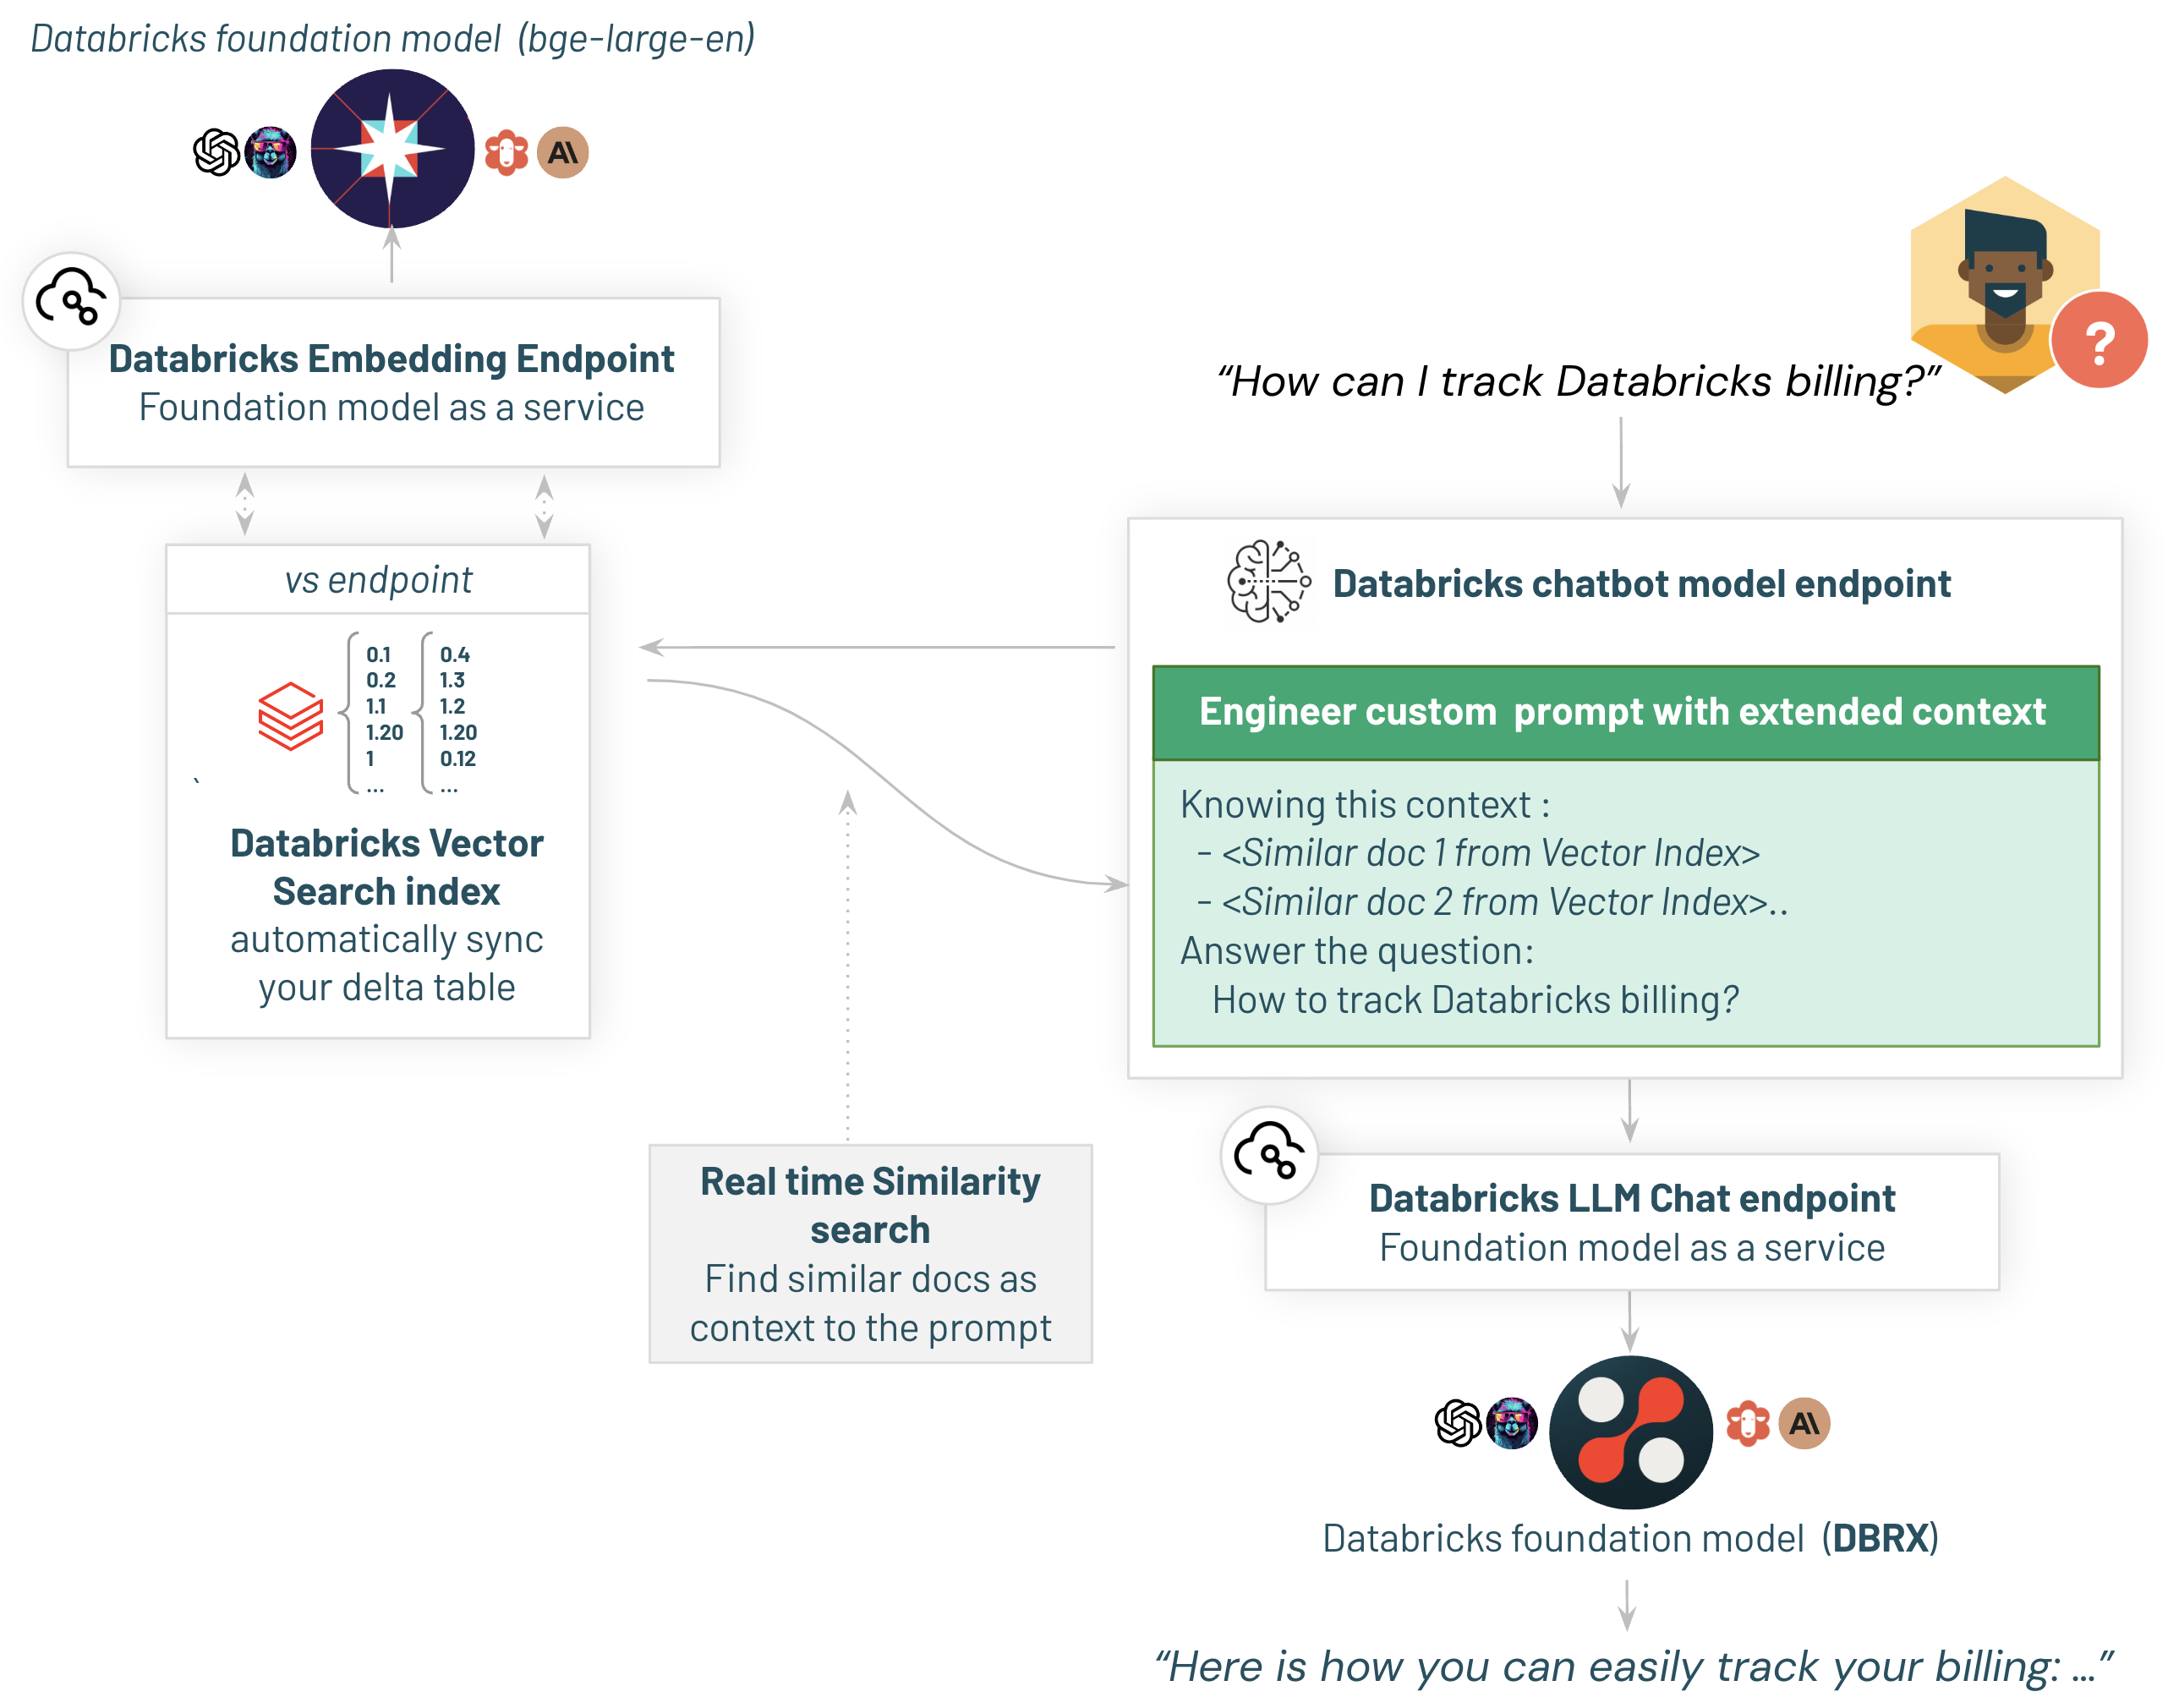 Databricks foundation model (bge-large-en)
A\
Databricks Embedding Endpoint
Foundation model as a service
vs endpoint
0.1 0.4
0.2 1.3
1.1 1.2
1.20 1.20
1 0.12
... ...
`
Databricks Vector
Search index
automatically sync
your delta table
?
“How can I track Databricks billing?”
Databricks chatbot model endpoint
Engineer custom prompt with extended context
Knowing this context :
- <Similar doc 1 from Vector Index>
- <Similar doc 2 from Vector Index>..
Answer the question:
How to track Databricks billing?
Real time Similarity
search
Find similar docs as
context to the prompt
Databricks LLM Chat endpoint
Foundation model as a service
A\
Databricks foundation model (DBRX)
“Here is how you can easily track your billing: ...”